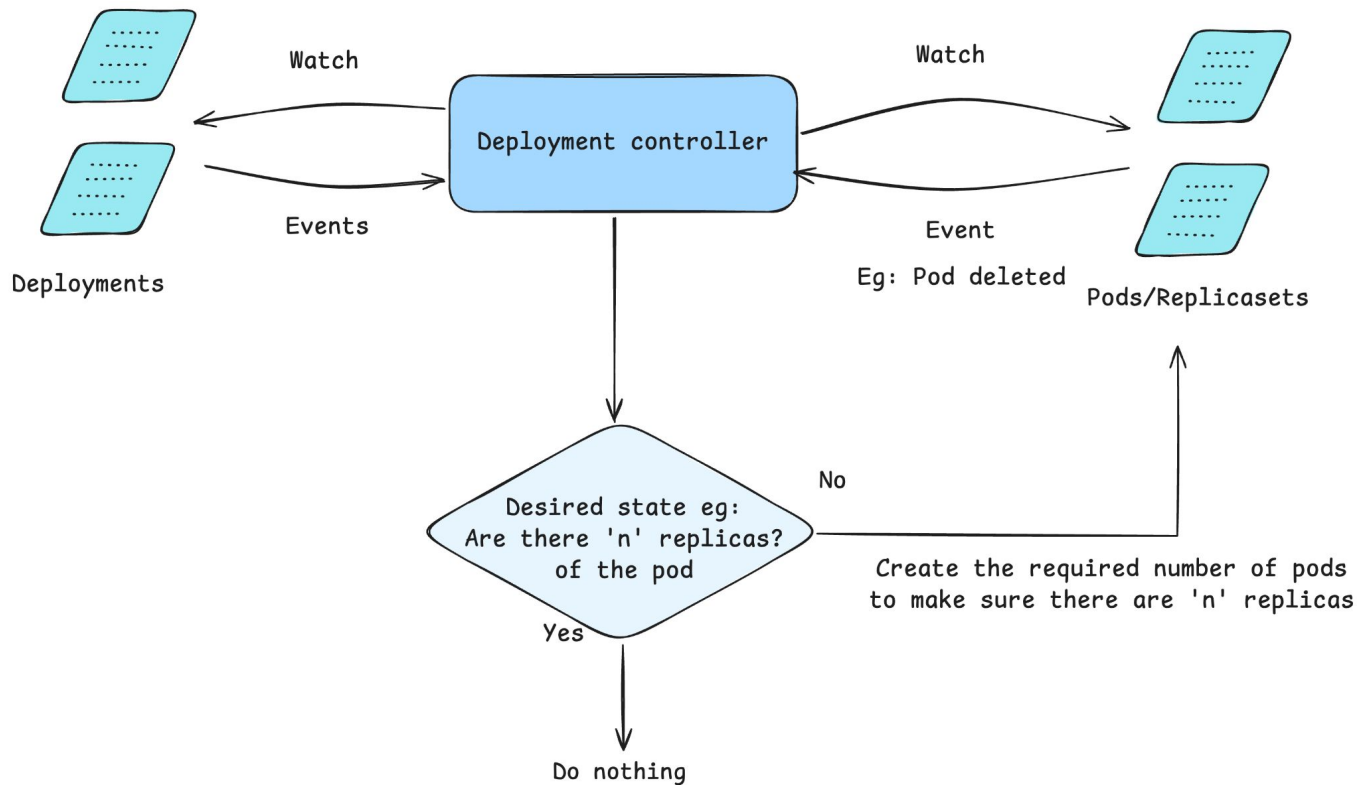 Watch
Watch
Deployment controller
Events
Event
Eg: Pod deleted
Deployments
Pods/Replicasets
No
Desired state eg:
Are there 'n' replicas?
of the pod
Create the required number of pods
to make sure there are 'n' replicas
Yes
Do nothing